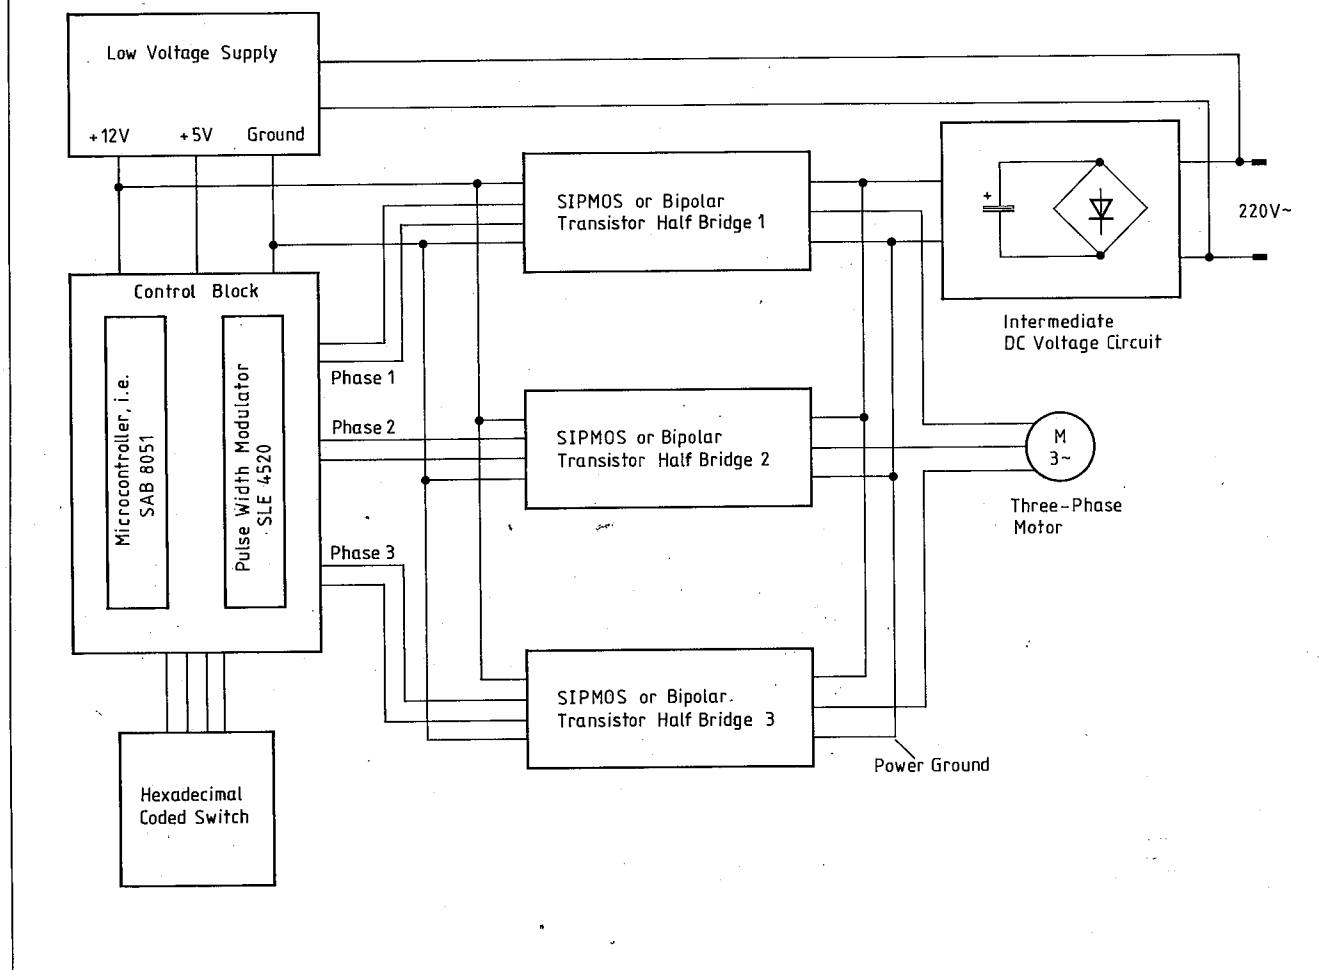 Low Voltage Supply
+12V +5V Ground
SIPMOS or Bipolar
Transistor Half Bridge 1
+
220V~
Control Block
Microcontroller, i.e.
SAB 8051
Pulse Width Modulator
SLE 4520
Phase 1
Phase 2
Phase 3
Intermediate
DC Voltage Circuit
SIPMOS or Bipolar
Transistor Half Bridge 2
M
3~
Three-Phase
Motor
SIPMOS or Bipolar
Transistor Half Bridge 3
Power Ground
Hexadecimal
Coded Switch